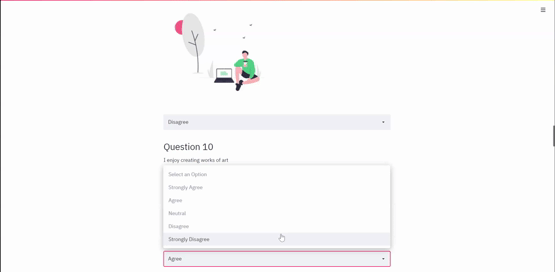 Disagree
Question 10
I enjoy creating works of art
Select an Option
Strongly Agree
Agree
Neutral
Disagree
Strongly Disagree
Agree